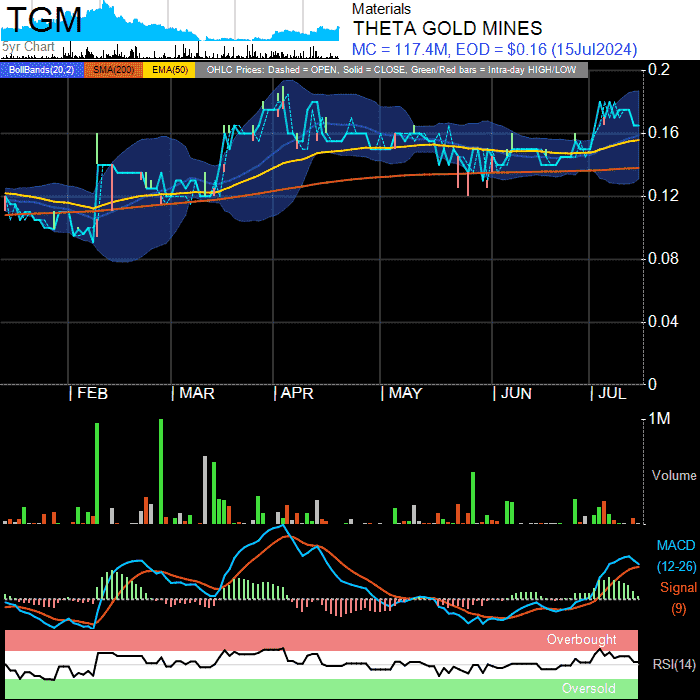 TGM
5yr Chart
Materials
THETA GOLD MINES
MC = 117.4M, EOD = $0.16 (15Jul2024)
BollBands(20,2) SMA(200) EMA(50) OHLC Prices: Dashed = OPEN, Solid = CLOSE, Green/Red bars = Intra-day HIGH/LOW
0.2
0.16
0.12
0.08
0.04
0
FEB MAR APR MAY JUN JUL
1M
Volume
MACD
(12-26)
Signal
(9)
Overbought
RSI(14)
Oversold